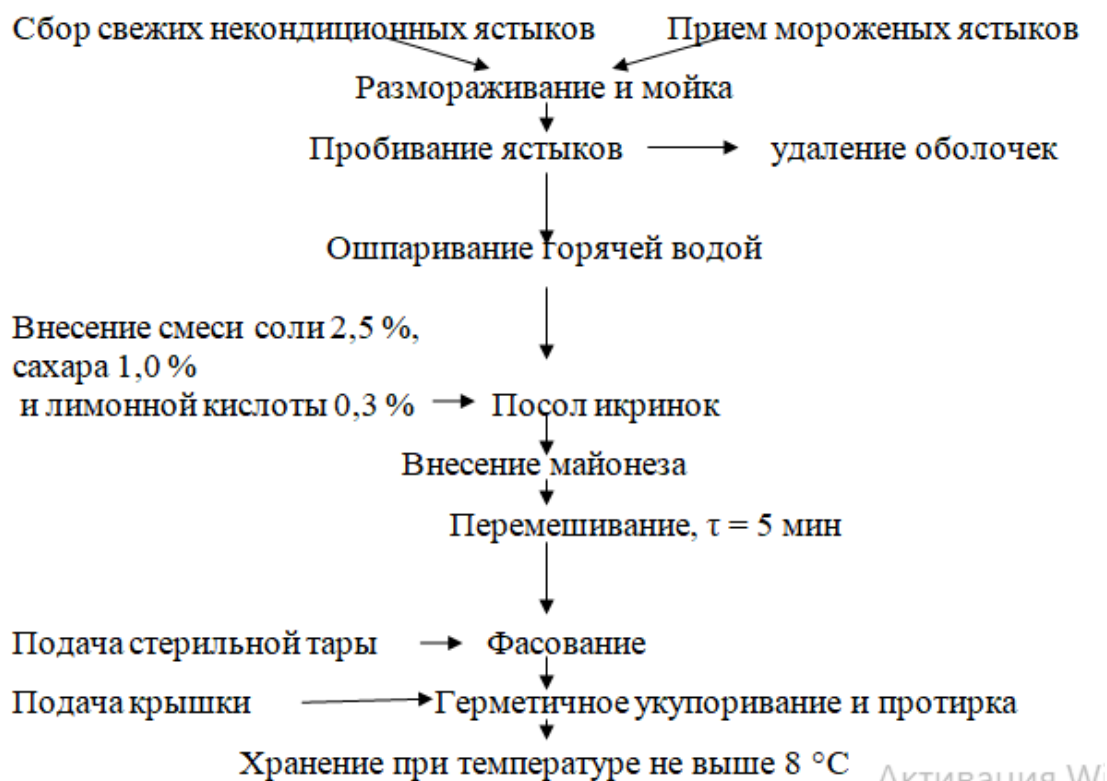 Сбор свежих некондиционных ястыков Прием мороженых ястыков
Размораживание и мойка
Пробивание ястыков удаление оболочек
Ошпаривание горячей водой
Внесение смеси соли 2,5 %,
сахара 1,0 %
и лимонной кислоты 0,3 % Посол икринок
Внесение майонеза
Перемешивание, τ = 5 мин
Подача стерильной тары Фасование
Подача крышки Герметичное укупоривание и протирка
Хранение при температуре не выше 8 °С
Активация